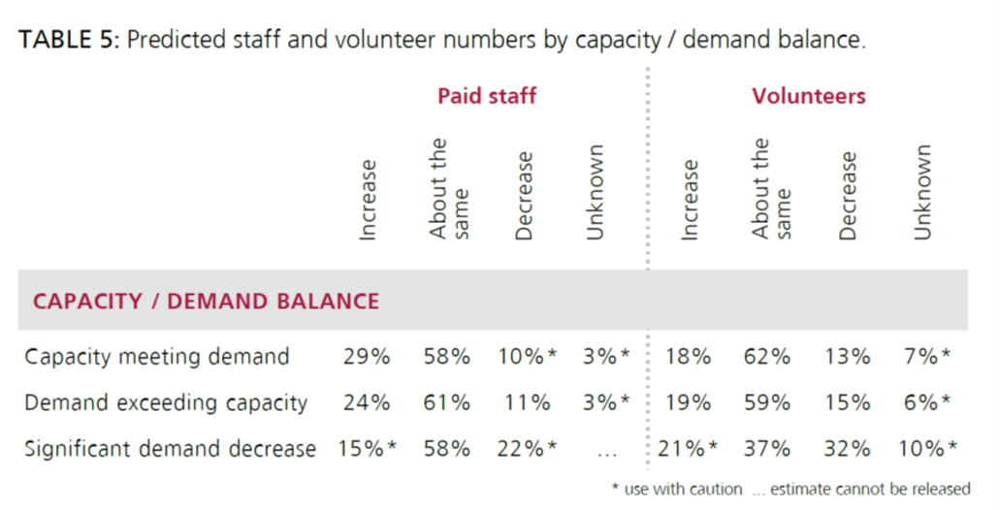 TABLE 5: Predicted staff and volunteer numbers by capacity / demand balance.
Paid staff Volunteers
Increase About the same Decrease Unknown Increase About the same Decrease Unknown
CAPACITY / DEMAND BALANCE
Capacity meeting demand 29% 58% 10%* 3%* 18% 62% 13% 7%*
Demand exceeding capacity 24% 61% 11% 3%* 19% 59% 15% 6%*
Significant demand decrease 15%* 58% 22%* ... 21%* 37% 32% 10%*
* use with caution ... estimate cannot be released